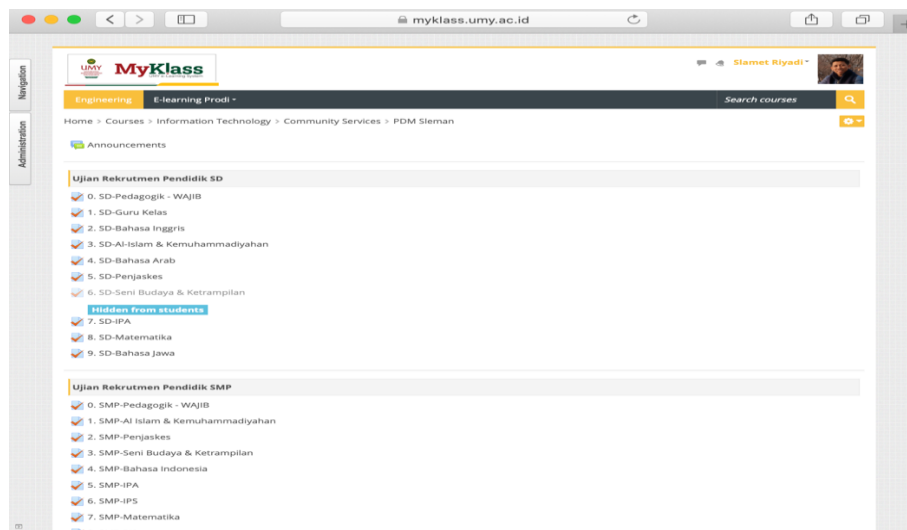 myklass.umy.ac.id
Navigation
Administration
UMY
MyKlass
Slamet Riyadi
Engineering
E-learning Prodi
Search courses
Home > Courses > Information Technology > Community Services > PDM Sleman
Announcements
Ujian Rekrutmen Pendidik SD
0. SD-Pedagogik - WAJIB
1. SD-Guru Kelas
2. SD-Bahasa Inggris
3. SD-Al-Islam & Kemuhammadiyahan
4. SD-Bahasa Arab
5. SD-Penjaskes
6. SD-Seni Budaya & Ketrampilan
Hidden from students
7. SD-IPA
8. SD-Matematika
9. SD-Bahasa Jawa
Ujian Rekrutmen Pendidik SMP
0. SMP-Pedagogik - WAJIB
1. SMP-Al Islam & Kemuhammadiyahan
2. SMP-Penjaskes
3. SMP-Seni Budaya & Ketrampilan
4. SMP-Bahasa Indonesia
5. SMP-IPA
6. SMP-IPS
7. SMP-Matematika